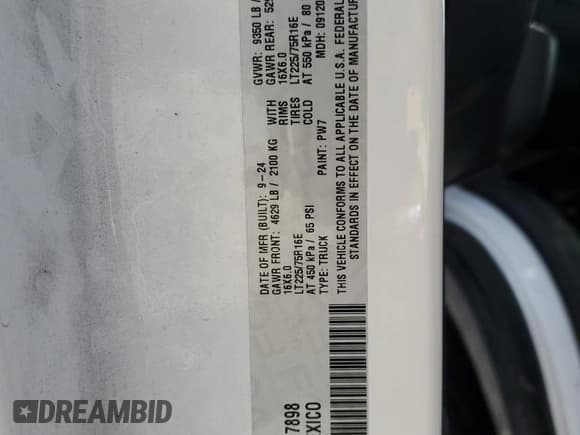 DATE OF MFR (BUILT): 9-24 GVWR: 9350 LB /
GAWR FRONT: 4629 LB / 2100 KG WITH GAWR REAR: 529
16X6.0 RIMS 16X6.0
LT225/75R16E TIRES LT225/75R16E
AT 450 kPa / 65 PSI COLD AT 550 kPa / 80
TYPE: TRUCK PAINT: PW7 MDH: 09120
THIS VEHICLE CONFORMS TO ALL APPLICABLE U.S.A. FEDERAL
STANDARDS IN EFFECT ON THE DATE OF MANUFACTUR
7898
EXICO
DREAMBID